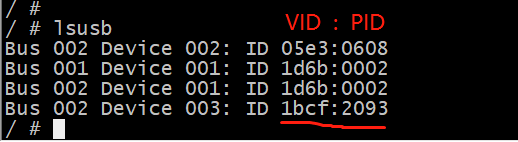 / #
/ # lsusb
VID : PID
Bus 002 Device 002: ID 05e3:0608
Bus 001 Device 001: ID 1d6b:0002
Bus 002 Device 001: ID 1d6b:0002
Bus 002 Device 003: ID 1bcf:2093
/ #